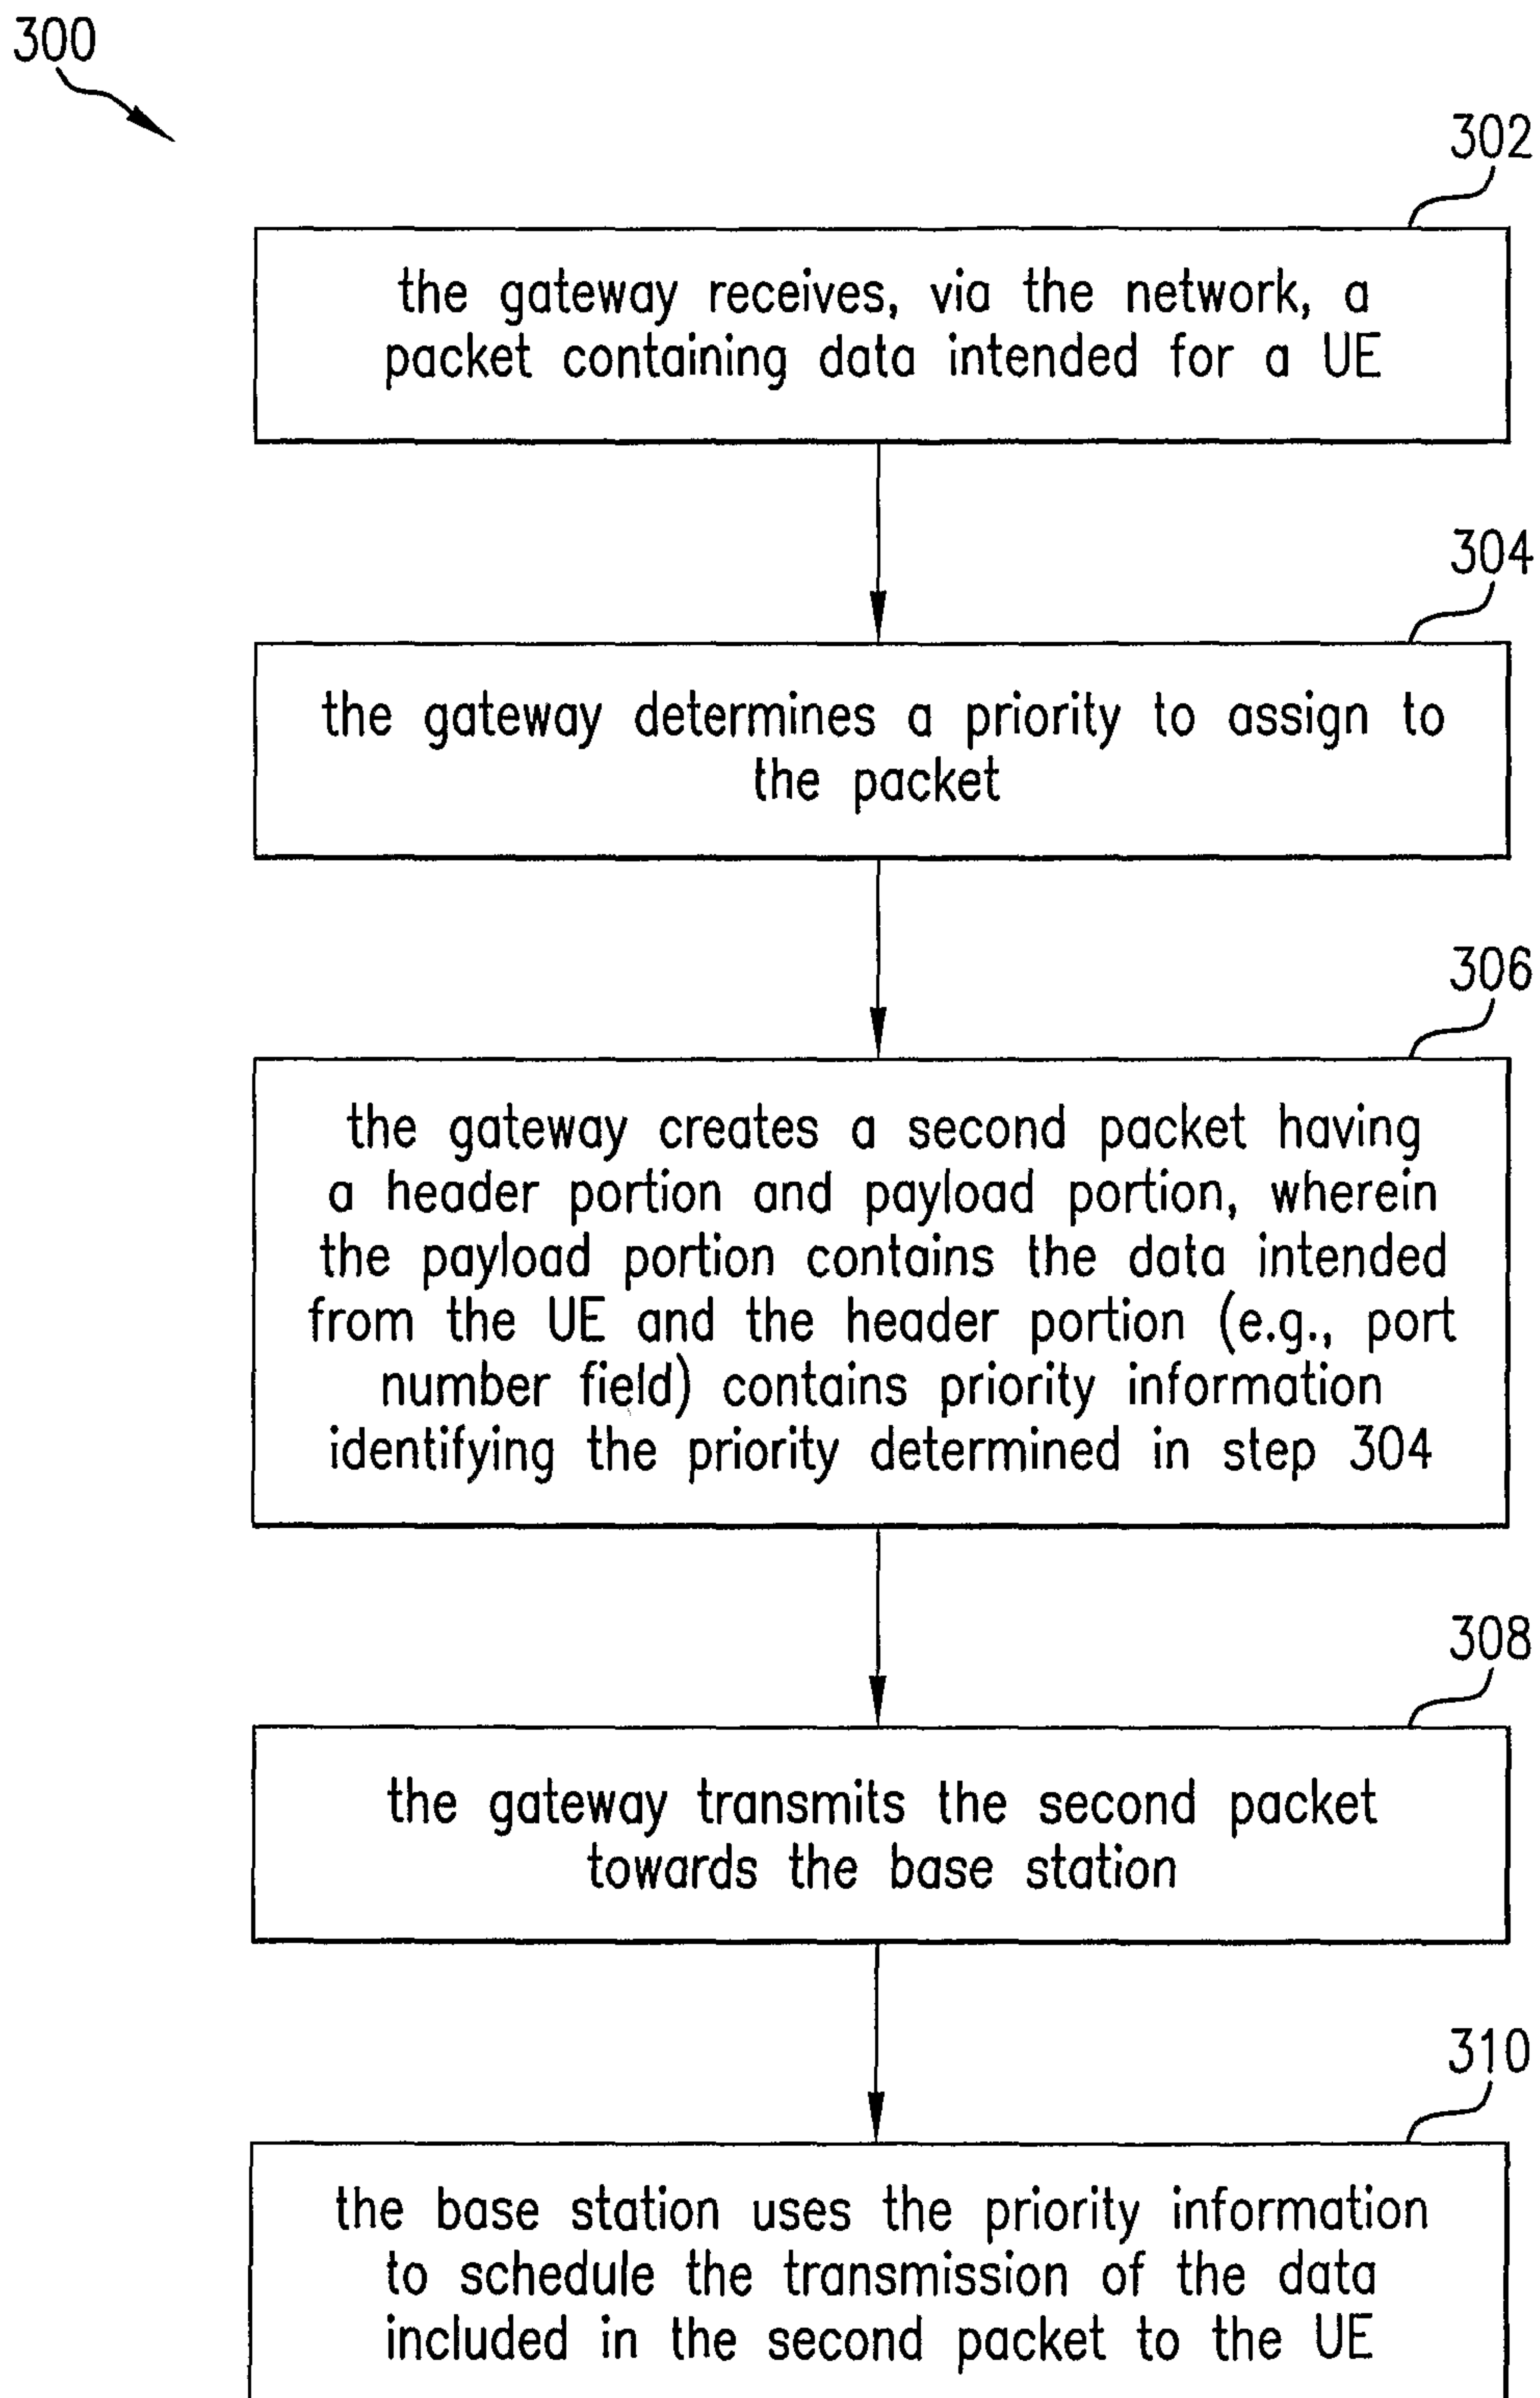 300
302
the gateway receives, via the network, a
packet containing data intended for a UE
304
the gateway determines a priority to assign to
the packet
306
the gateway creates a second packet having
a header portion and payload portion, wherein
the payload portion contains the data intended
from the UE and the header portion (e.g., port
number field) contains priority information
identifying the priority determined in step 304
308
the gateway transmits the second packet
towards the base station
310
the base station uses the priority information
to schedule the transmission of the data
included in the second packet to the UE